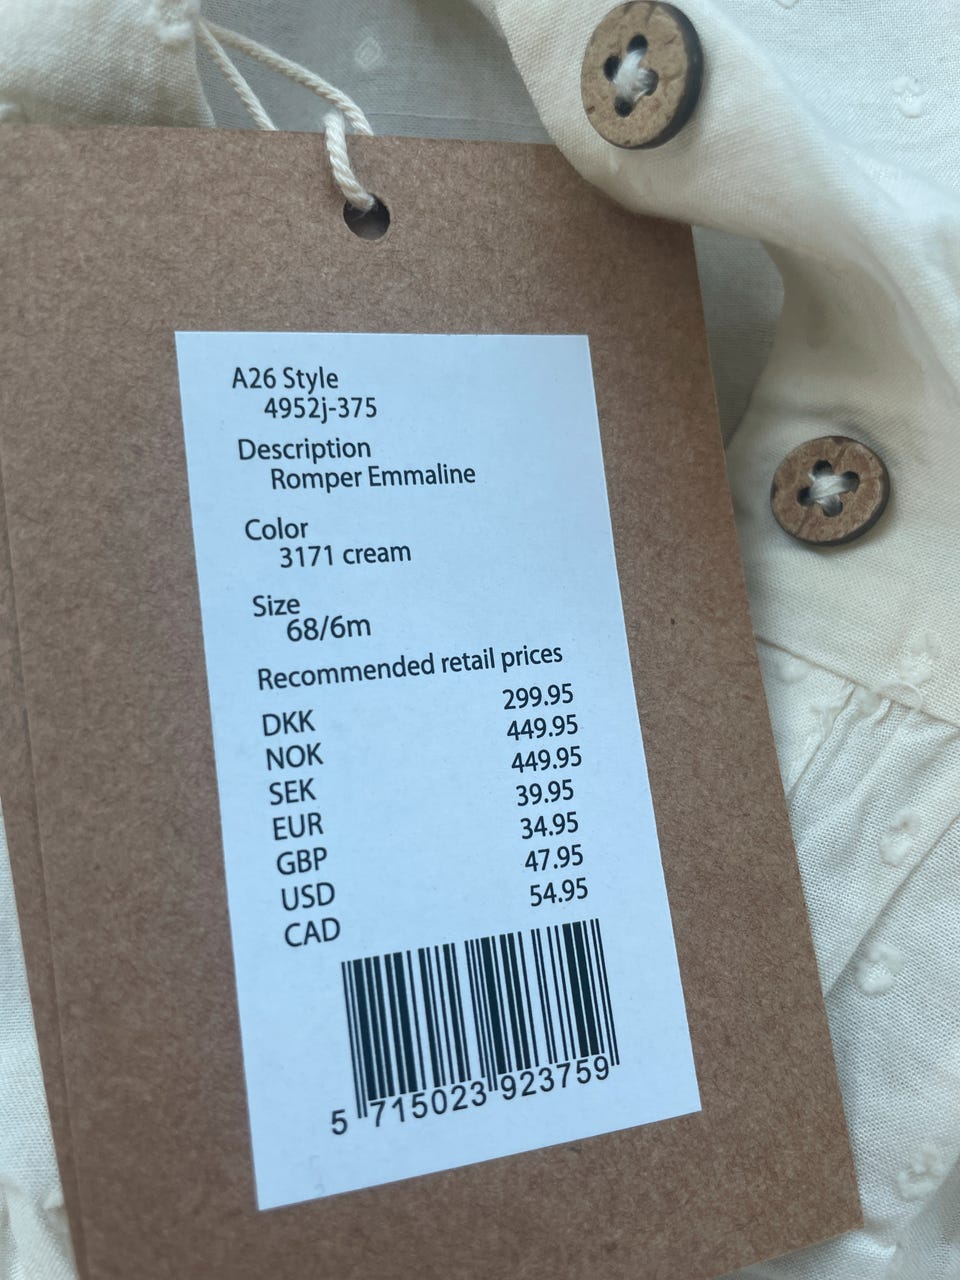 A26 Style
4952j-375
Description
Romper Emmaline
Color
3171 cream
Size
68/6m
Recommended retail prices
DKK 299.95
NOK 449.95
SEK 449.95
EUR 39.95
GBP 34.95
USD 47.95
CAD 54.95
5 715023 923759